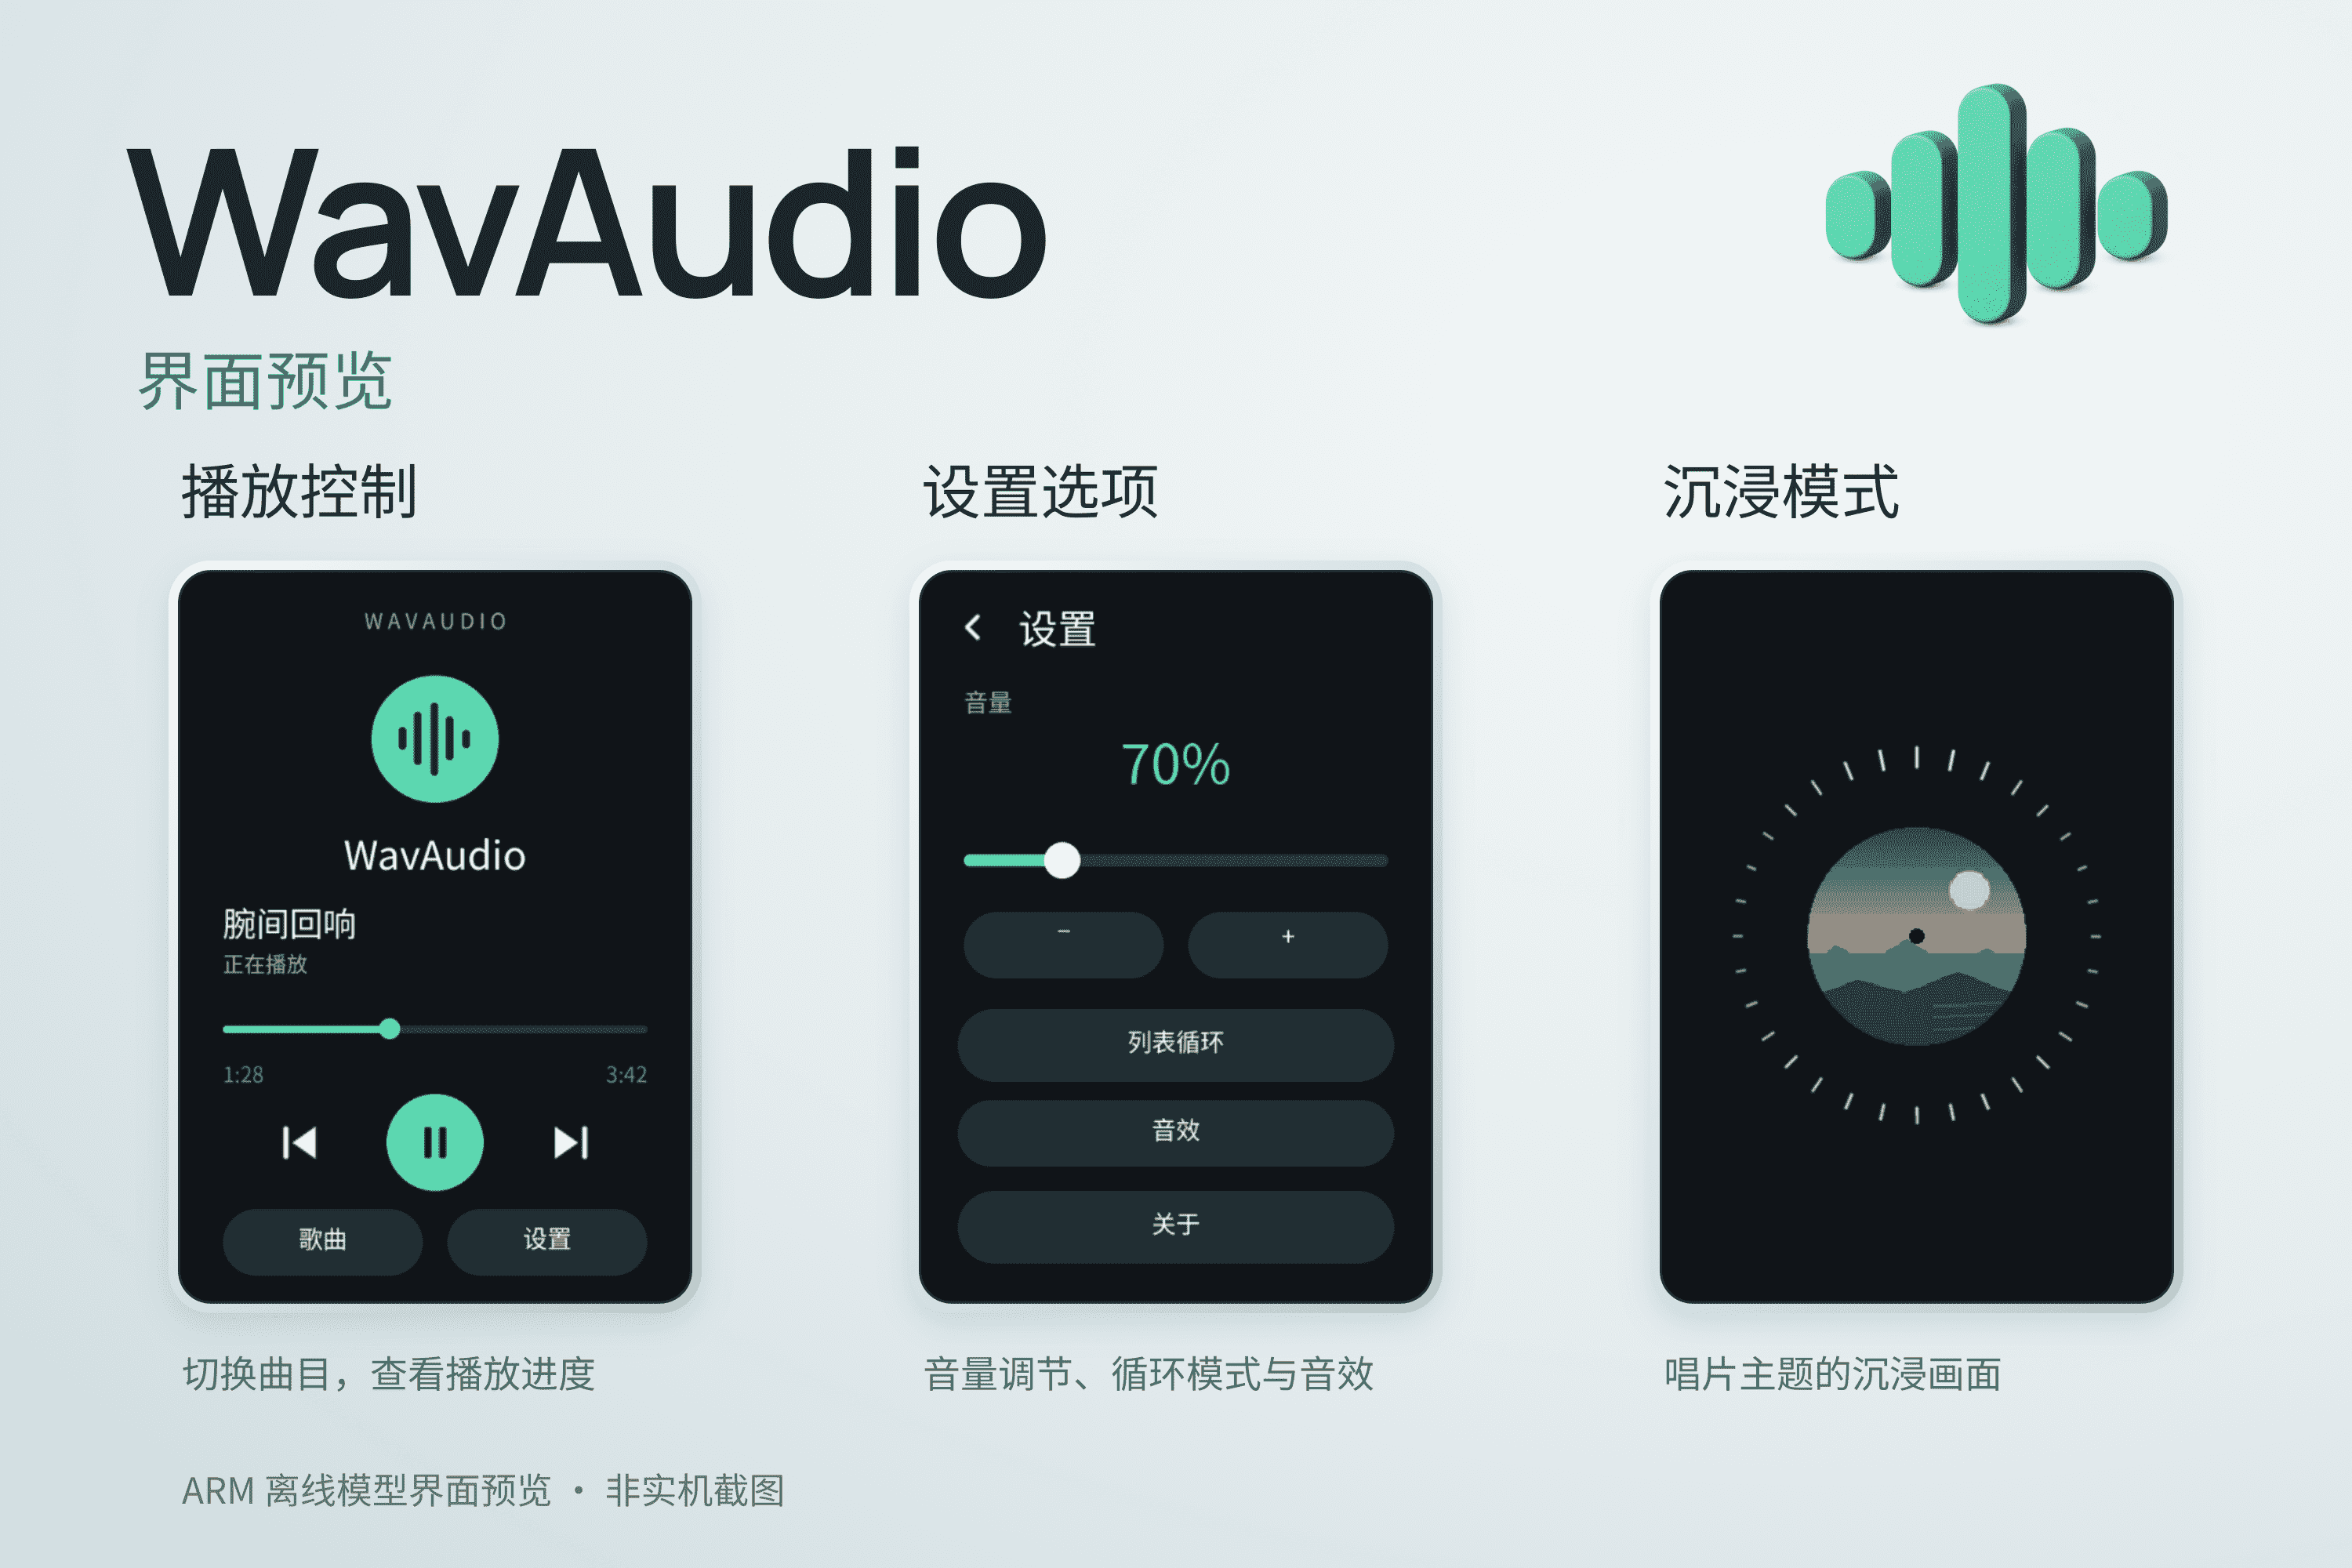 WavAudio
界面预览
播放控制
WAVAUDIO
WavAudio
腕间回响
正在播放
1:28 3:42
歌曲 设置
切换曲目，查看播放进度
设置选项
设置
音量
70%
− +
列表循环
音效
关于
音量调节、循环模式与音效
沉浸模式
唱片主题的沉浸画面
ARM 离线模型界面预览 · 非实机截图